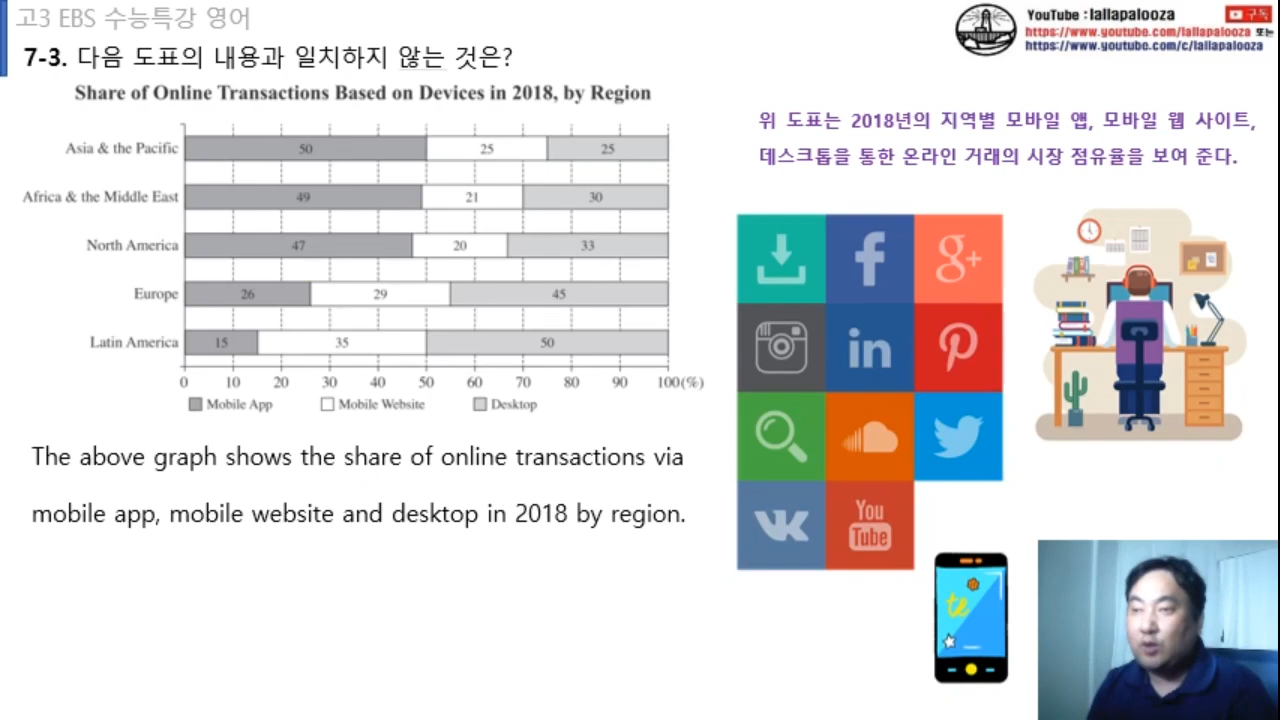 고3 EBS 수능특강 영어
YouTube : lallapalooza
구독
https://www.youtube.com/lallapalooza 또는
https://www.youtube.com/c/lallapalooza
7-3. 다음 도표의 내용과 일치하지 않는 것은?
Share of Online Transactions Based on Devices in 2018, by Region
Asia & the Pacific 50 25 25
Africa & the Middle East 49 21 30
North America 47 20 33
Europe 26 29 45
Latin America 15 35 50
0 10 20 30 40 50 60 70 80 90 100(%)
Mobile App Mobile Website Desktop
The above graph shows the share of online transactions via
mobile app, mobile website and desktop in 2018 by region.
위 도표는 2018년의 지역별 모바일 앱, 모바일 웹 사이트,
데스크톱을 통한 온라인 거래의 시장 점유율을 보여 준다.
f g+
in
VK You
Tube
te